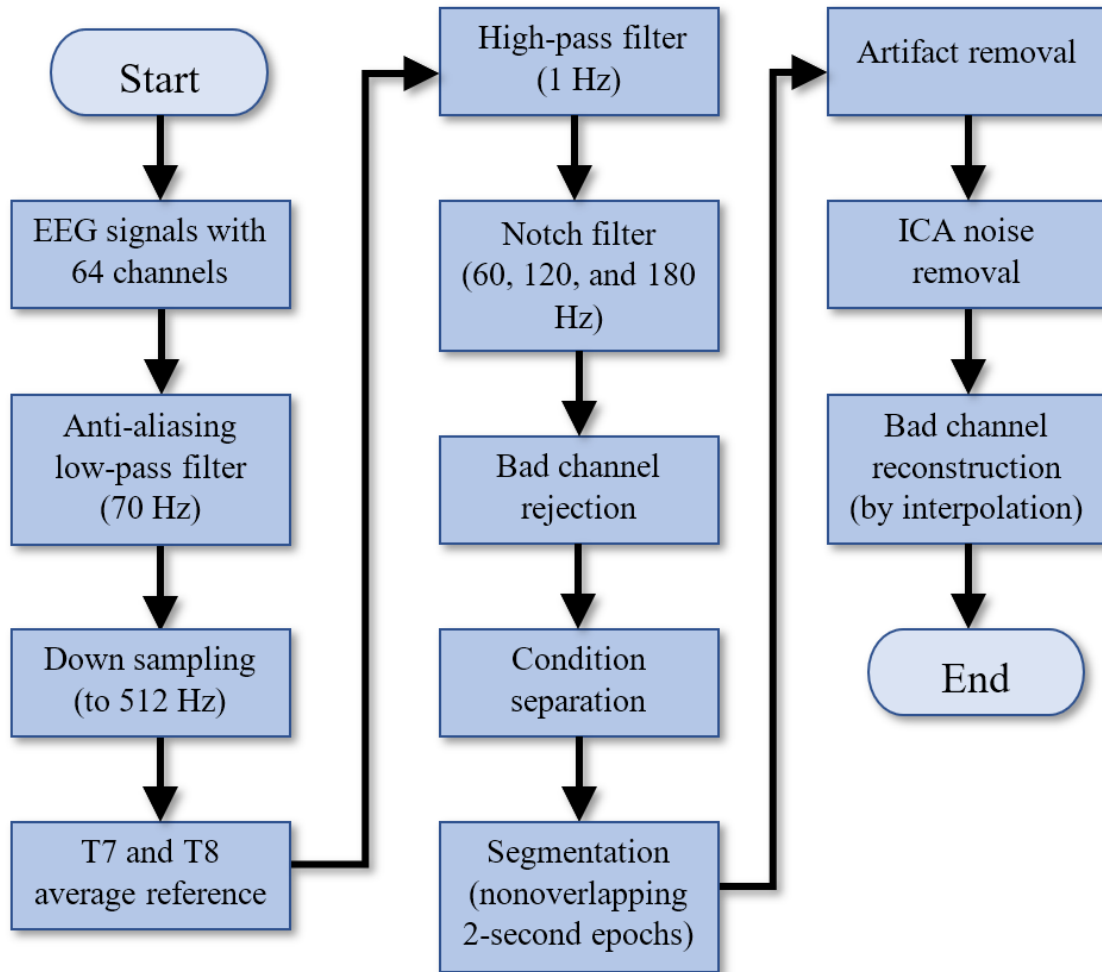 Start
EEG signals with
64 channels
Anti-aliasing
low-pass filter
(70 Hz)
Down sampling
(to 512 Hz)
T7 and T8
average reference
High-pass filter
(1 Hz)
Notch filter
(60, 120, and 180
Hz)
Bad channel
rejection
Condition
separation
Segmentation
(nonoverlapping
2-second epochs)
Artifact removal
ICA noise
removal
Bad channel
reconstruction
(by interpolation)
End